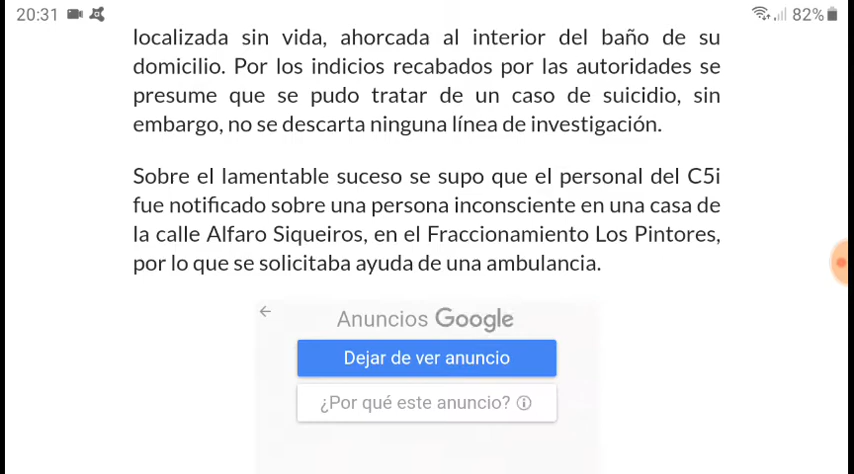 20:31
82%
localizada sin vida, ahorcada al interior del baño de su
domicilio. Por los indicios recabados por las autoridades se
presume que se pudo tratar de un caso de suicidio, sin
embargo, no se descarta ninguna línea de investigación.
Sobre el lamentable suceso se supo que el personal del C5i
fue notificado sobre una persona inconsciente en una casa de
la calle Alfaro Siqueiros, en el Fraccionamiento Los Pintores,
por lo que se solicitaba ayuda de una ambulancia.
Anuncios Google
Dejar de ver anuncio
¿Por qué este anuncio?